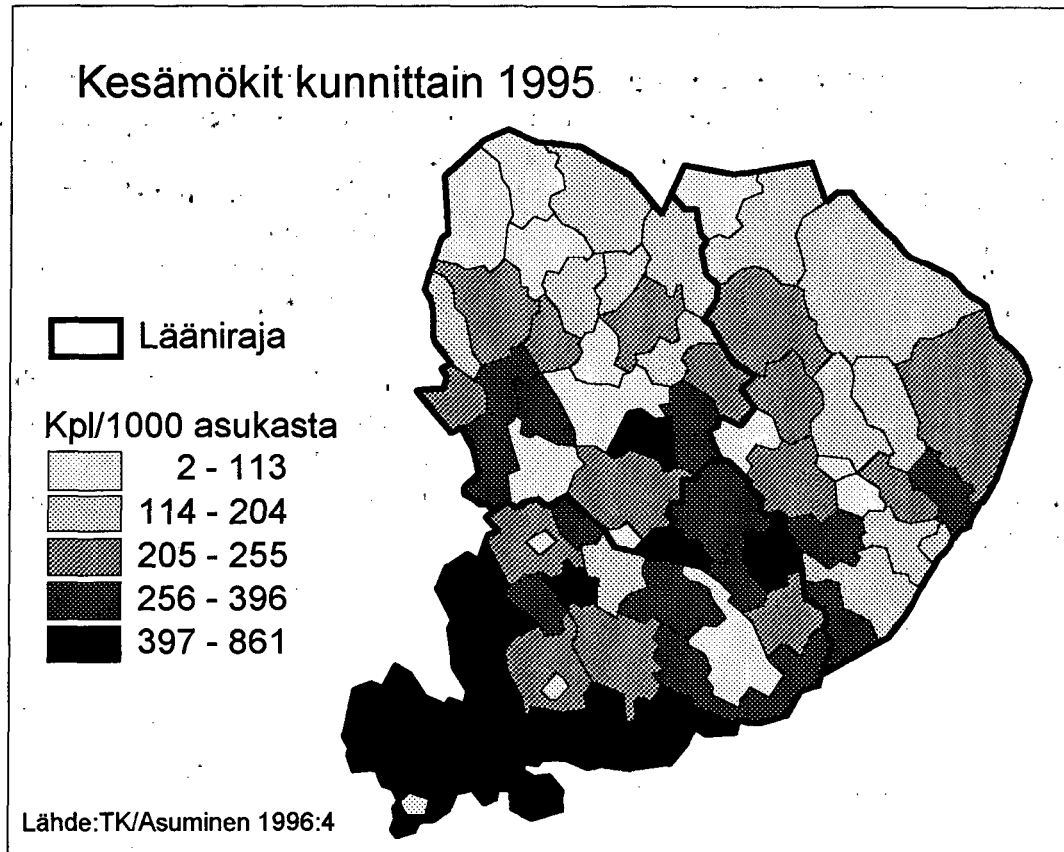 Kesämökit kunnittain 1995
Lääniraja
Kpl/1000 asukasta
2 - 113
114 - 204
205 - 255
256 - 396
397 - 861
Lähde:TK/Asuminen 1996:4